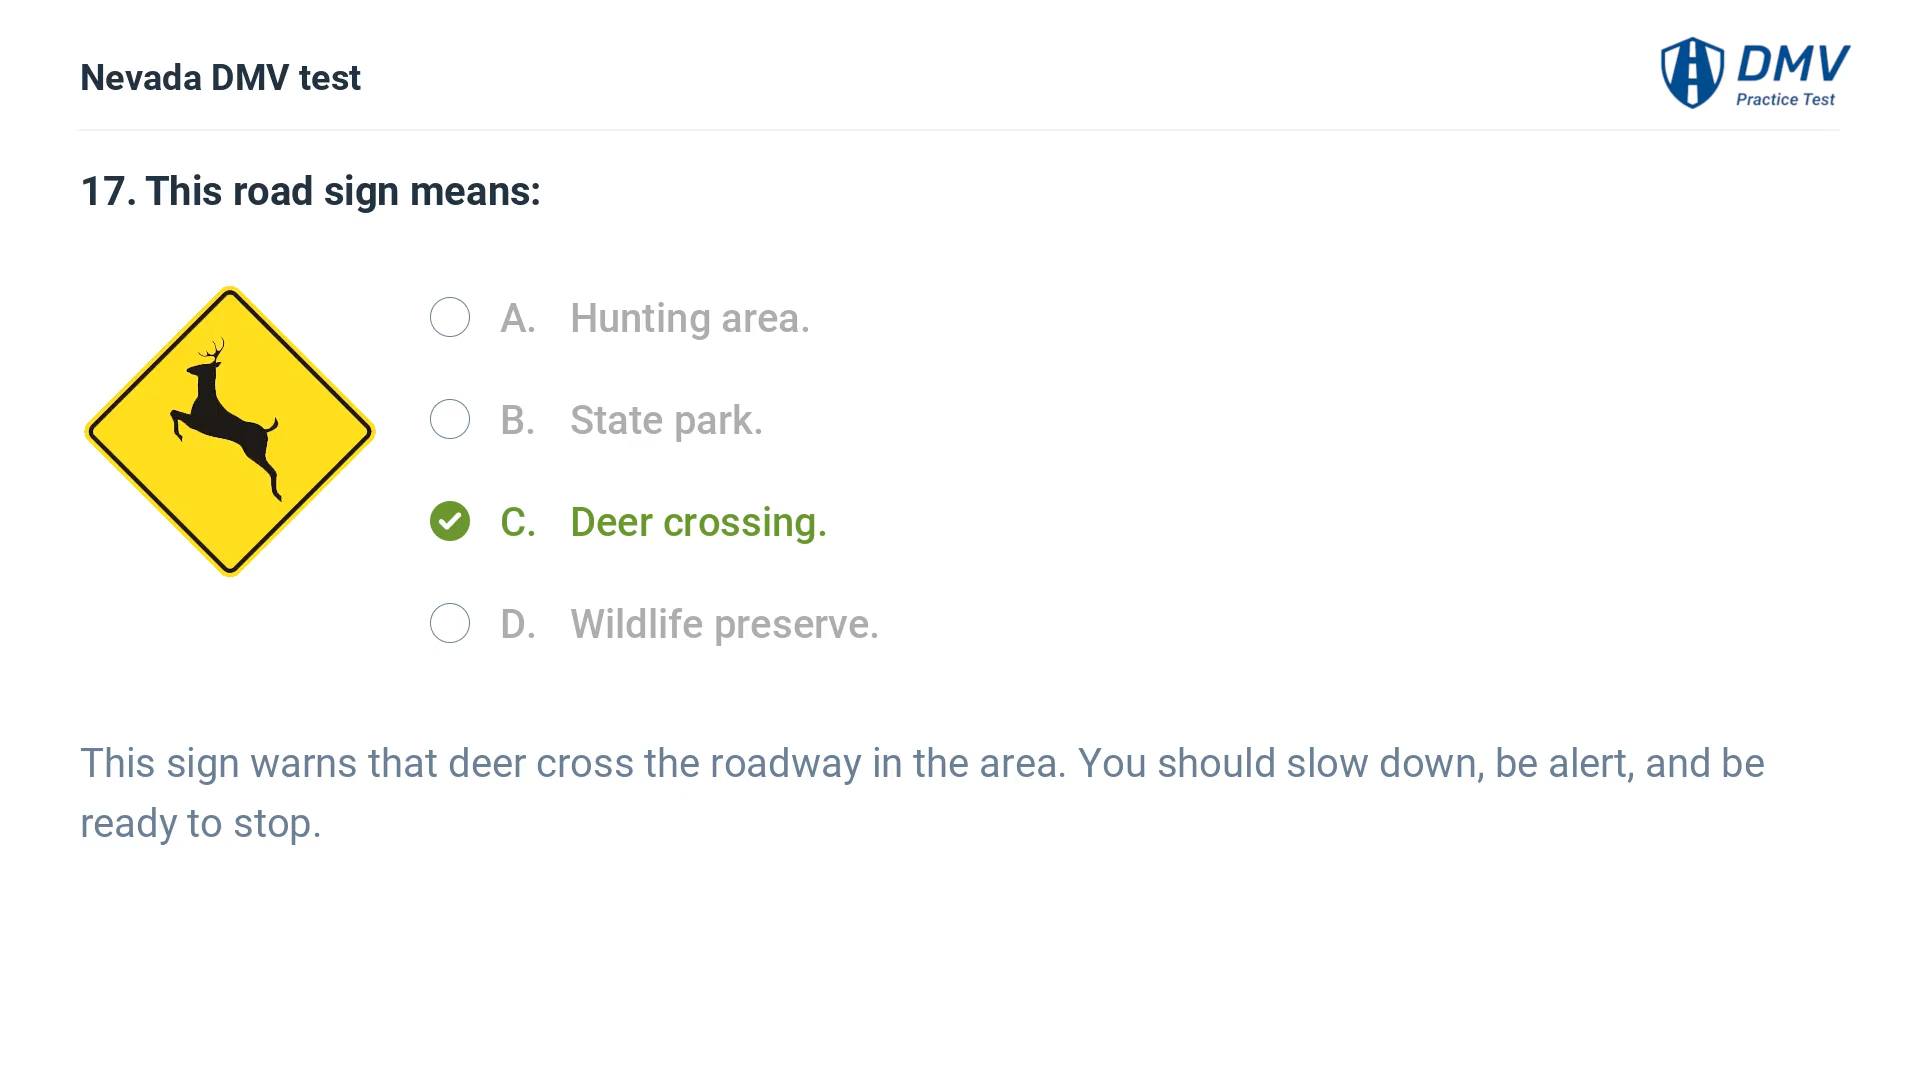 Nevada DMV test
DMV
Practice Test
17. This road sign means:
A. Hunting area.
B. State park.
C. Deer crossing.
D. Wildlife preserve.
This sign warns that deer cross the roadway in the area. You should slow down, be alert, and be
ready to stop.